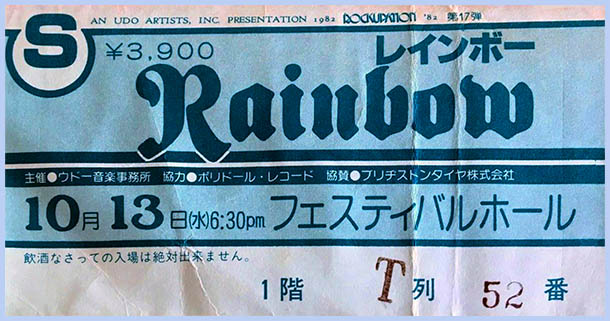 AN UDO ARTISTS, INC. PRESENTATION 1982 ROCKUPATION '82 第17弾
S ¥3,900 レインボー
Rainbow
主催●ウドー音楽事務所 協力●ポリドール・レコード 協賛●ブリヂストンタイヤ株式会社
10月13日(水)6:30pm フェスティバルホール
飲酒なさっての入場は絶対出来ません。
1階 T列 52番